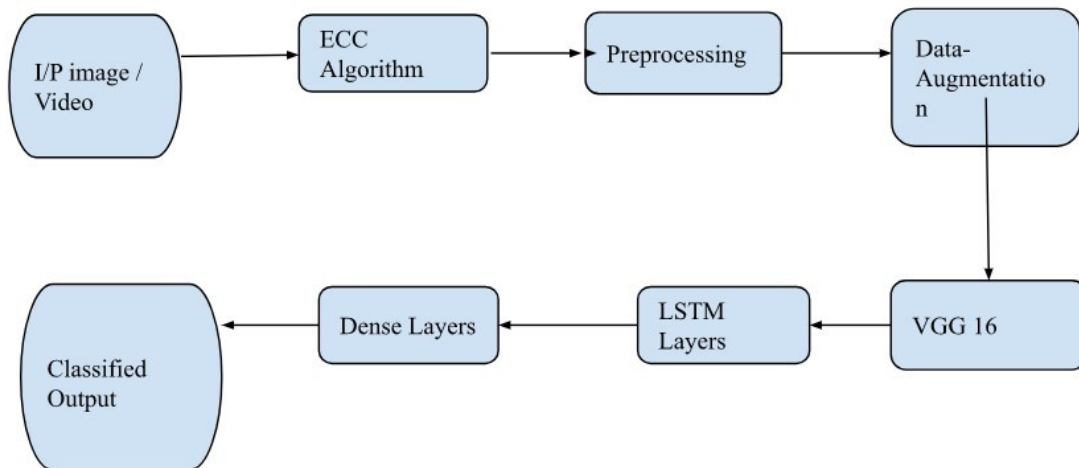 I/P image /
Video
ECC
Algorithm
Preprocessing
Data-
Augmentatio
n
VGG 16
LSTM
Layers
Dense Layers
Classified
Output